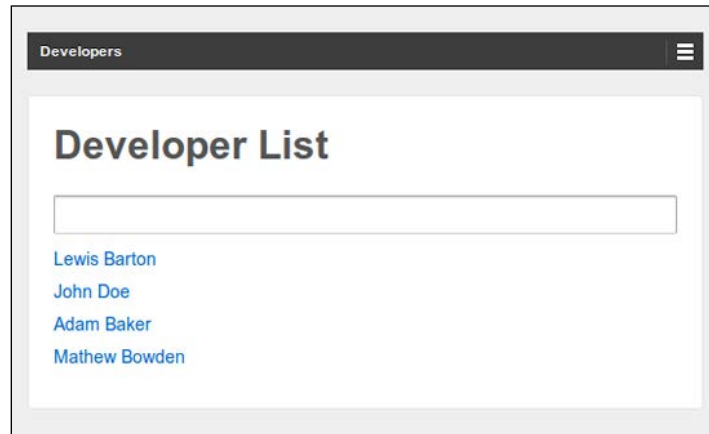 Developers
Developer List
Lewis Barton
John Doe
Adam Baker
Mathew Bowden